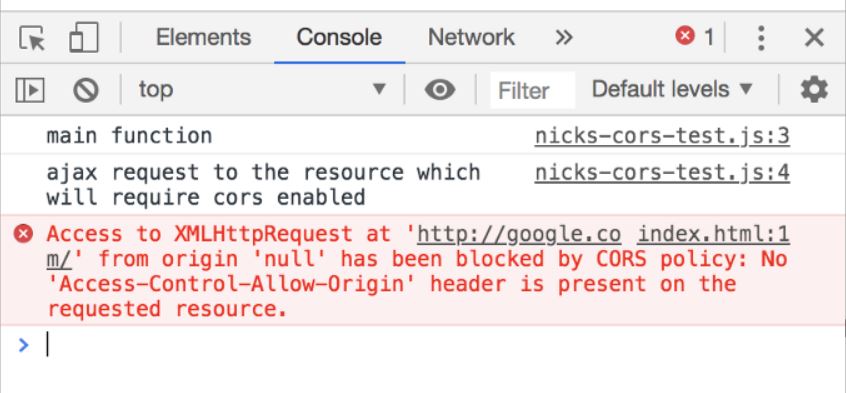 Elements Console Network » 1
top ▼ Filter Default levels ▼
main function nicks-cors-test.js:3
ajax request to the resource which nicks-cors-test.js:4
will require cors enabled
Access to XMLHttpRequest at 'http://google.co index.html:1
m/' from origin 'null' has been blocked by CORS policy: No
'Access-Control-Allow-Origin' header is present on the
requested resource.
>